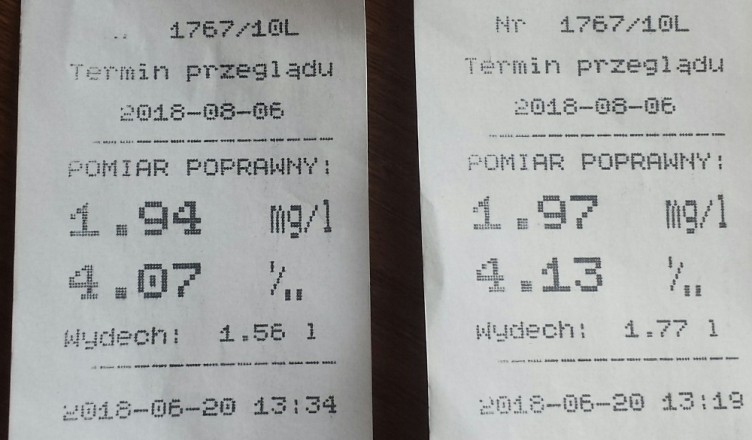 1767/10L
Termin przeglądu
2018-08-06
POMIAR POPRAWNY:
1.94 mg/l
4.07 ‰
Wydech: 1.56 l
2018-06-20 13:34
Nr 1767/10L
Termin przeglądu
2018-08-06
POMIAR POPRAWNY:
1.97 mg/l
4.13 ‰
Wydech: 1.77 l
2018-06-20 13:19